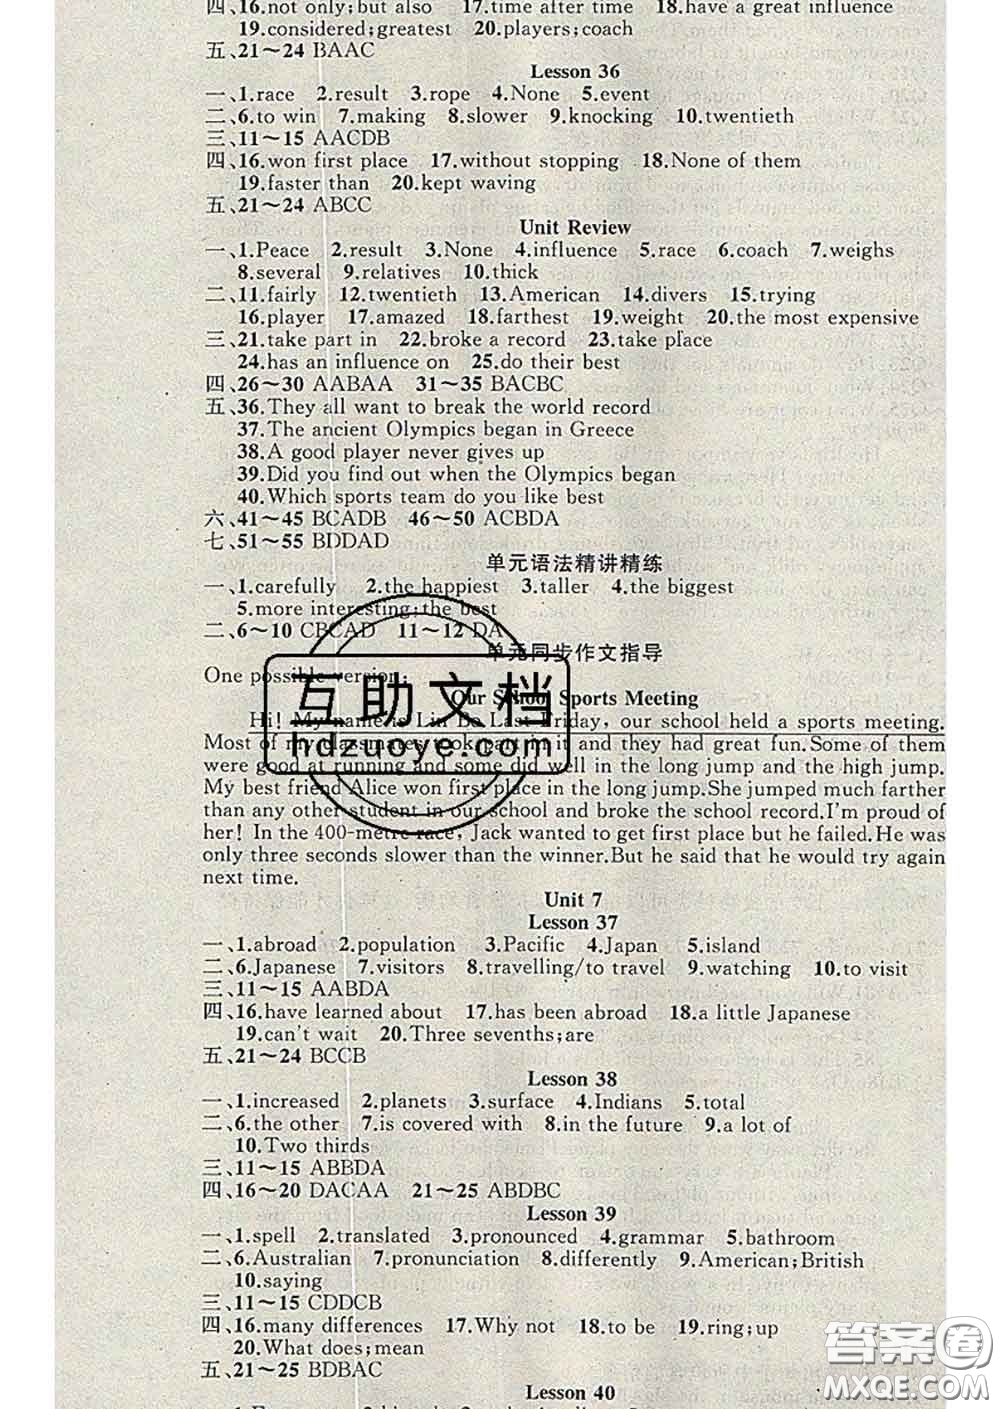 四、16.not only;but also 17.time after time 18.have a great influence
19.considered;greatest 20.players;coach
五、21～24 BAAC
Lesson 36
一、1.race 2.result 3.rope 4.None 5.event
二、6.to win 7.making 8.slower 9.knocking 10.twentieth
三、11～15 AACDB
四、16.won first place 17.without stopping 18.None of them
19.faster than 20.kept waving
五、21～24 ABCC
Unit Review
一、1.Peace 2.result 3.None 4.influence 5.race 6.coach 7.weighs
8.several 9.relatives 10.thick
二、11.fairly 12.twentieth 13.American 14.divers 15.trying
16.player 17.amazed 18.farthest 19.weight 20.the most expensive
三、21.take part in 22.broke a record 23.take place
24.has an influence on 25.do their best
四、26～30 AABAA 31～35 BACBC
五、36.They all want to break the world record
37.The ancient Olympics began in Greece
38.A good player never gives up
39.Did you find out when the Olympics began
40.Which sports team do you like best
六、41～45 BCADB 46～50 ACBDA
七、51～55 BDDAD
单元语法精讲精练
一、1.carefully 2.the happiest 3.taller 4.the biggest
5.more interesting;the best
二、6～10 CBCAD 11～12 DA
单元同步作文指导
One possible version:
Our School Sports Meeting
Hi! My name is Lin Bo. Last Friday, our school held a sports meeting.
Most of my classmates took part in it and they had great fun.Some of them
were good at running and some did well in the long jump and the high jump.
My best friend Alice won first place in the long jump.She jumped much farther
than any other student in our school and broke the school record.I'm proud of
her! In the 400-metre race, Jack wanted to get first place but he failed.He was
only three seconds slower than the winner.But he said that he would try again
next time.
互助文档
hdzuoye.com
Unit 7
Lesson 37
一、1.abroad 2.population 3.Pacific 4.Japan 5.island
二、6.Japanese 7.visitors 8.travelling/to travel 9.watching 10.to visit
三、11～15 AABDA
四、16.have learned about 17.has been abroad 18.a little Japanese
19.can't wait 20.Three sevenths;are
五、21～24 BCCB
Lesson 38
一、1.increased 2.planets 3.surface 4.Indians 5.total
二、6.the other 7.is covered with 8.in the future 9.a lot of
10.Two thirds
三、11～15 ABBDA
四、16～20 DACAA 21～25 ABDBC
Lesson 39
一、1.spell 2.translated 3.pronounced 4.grammar 5.bathroom
二、6.Australian 7.pronunciation 8.differently 9.American;British
10.saying
三、11～15 CDDCB
四、16.many differences 17.Why not 18.to be 19.ring;up
20.What does;mean
五、21～25 BDBAC
Lesson 40
答案圈
MXQE.COM